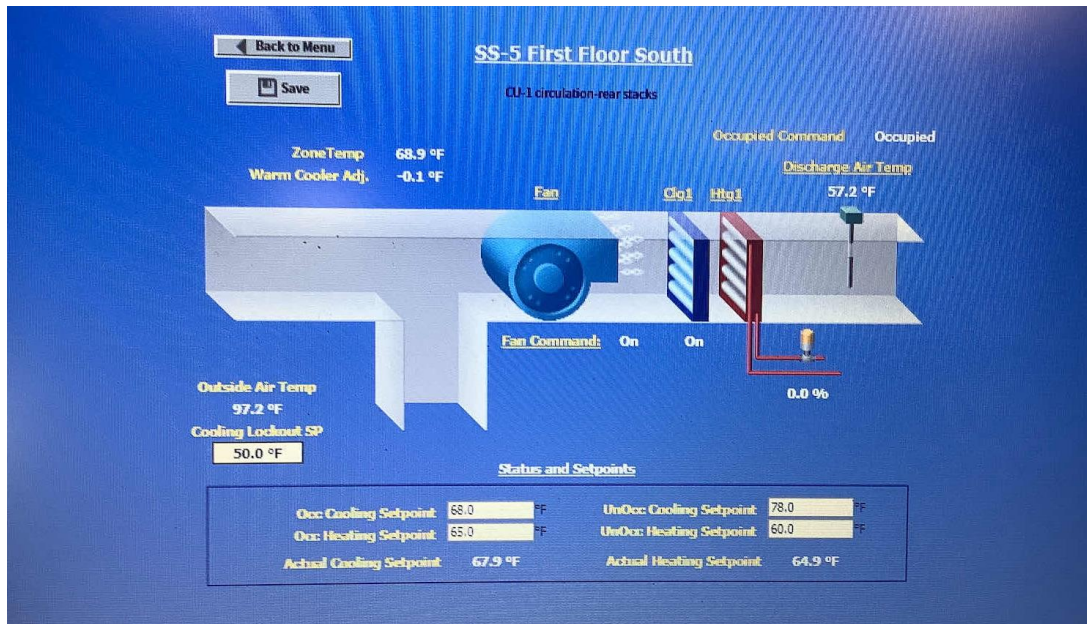 Back to Menu
SS-5 First Floor South
Save
CU-1 circulation-rear stacks
Occupied Command Occupied
ZoneTemp 68.9 °F
Discharge Air Temp
Warm Cooler Adj. -0.1 °F
57.2 °F
Fan Clg1 Htg1
Fan Command: On On
0.0 %
Outside Air Temp
97.2 °F
Cooling Lockout SP
50.0 °F
Status and Setpoints
Occ Cooling Setpoint 68.0 °F UnOcc Cooling Setpoint 78.0 °F
Occ Heating Setpoint 65.0 °F UnOcc Heating Setpoint 60.0 °F
Actual Cooling Setpoint 67.9 °F Actual Heating Setpoint 64.9 °F